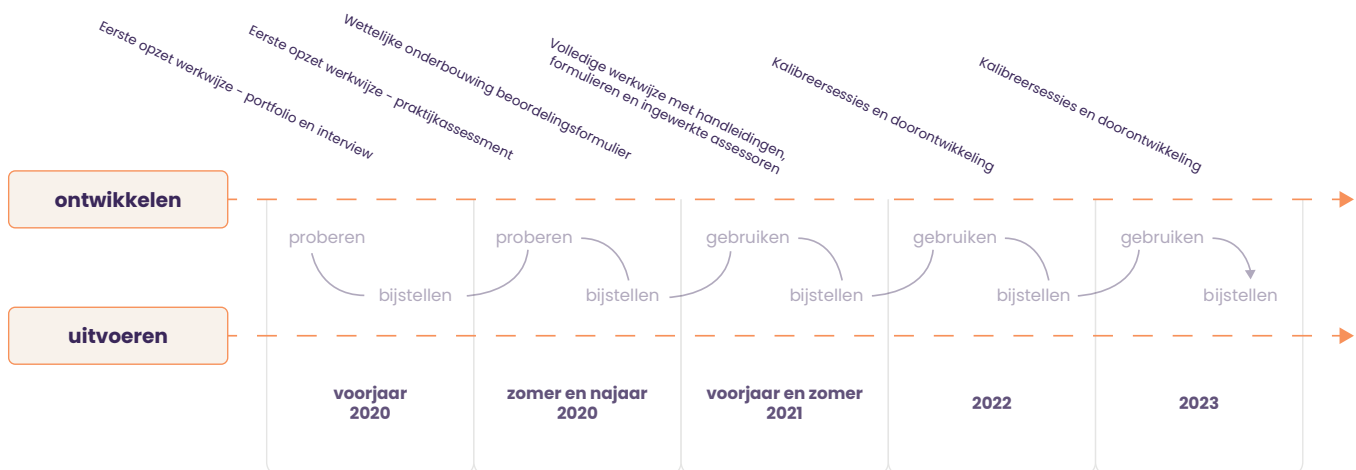 Eerste opzet werkwijze - portfolio en interview
Eerste opzet werkwijze - praktijkassessment
Wettelijke onderbouwing beoordelingsformulier
Volledige werkwijze met handleidingen,
formulieren en ingewerkte assessoren
Kalibreersessies en doorontwikkeling
Kalibreersessies en doorontwikkeling
ontwikkelen
proberen
proberen
gebruiken
gebruiken
gebruiken
bijstellen
bijstellen
bijstellen
bijstellen
bijstellen
uitvoeren
voorjaar
2020
zomer en najaar
2020
voorjaar en zomer
2021
2022
2023